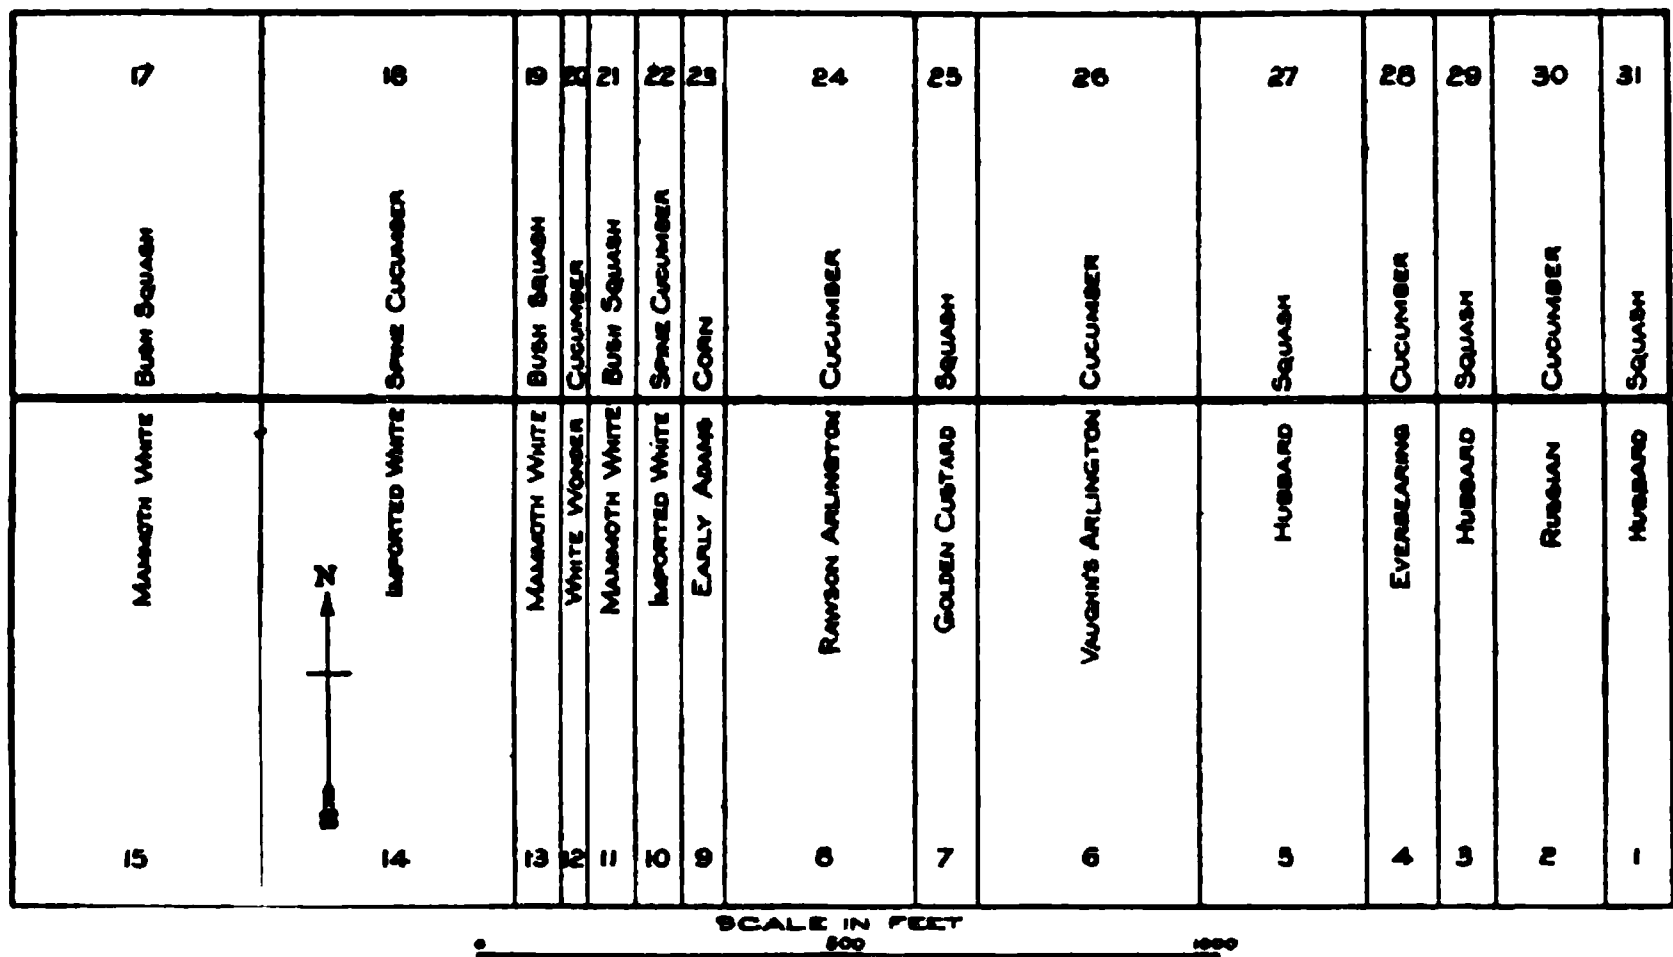 17 18 19 20 21 22 23 24 25 26 27 28 29 30 31
MAMMOTH WHITE BUSH SQUASH
IMPORTED WHITE SPINE CUCUMBER
MAMMOTH WHITE BUSH SQUASH
WHITE WONDER CUCUMBER
MAMMOTH WHITE BUSH SQUASH
IMPORTED WHITE SPINE CUCUMBER
EARLY ADAMS CORN
RAWSON ARLINGTON CUCUMBER
GOLDEN CUSTARD SQUASH
VAUGHN'S ARLINGTON CUCUMBER
HUBBARD SQUASH
EVERBEARING CUCUMBER
HUBBARD SQUASH
RUSSIAN CUCUMBER
HUBBARD SQUASH
N
15 14 13 12 11 10 9 8 7 6 5 4 3 2 1
SCALE IN FEET
0 500 1000